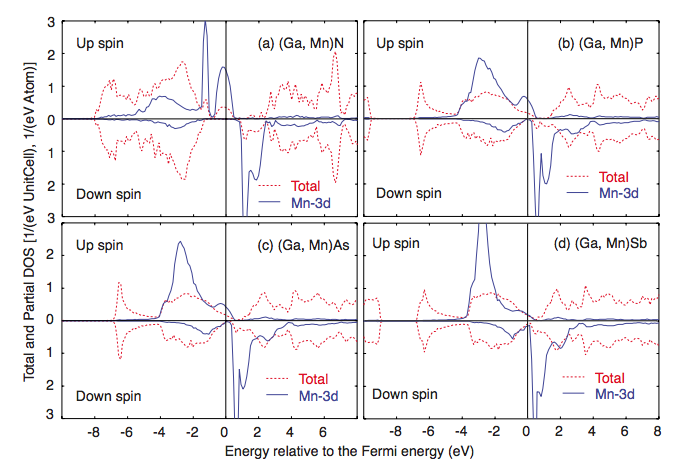 Total and Partial DOS [1/(eV UnitCell), 1/(eV Atom)]
3
2
1
0
1
2
3
Up spin
(a) (Ga, Mn)N
Down spin
Total
Mn-3d
Up spin
(b) (Ga, Mn)P
Down spin
Total
Mn-3d
2
1
0
1
2
3
Up spin
(c) (Ga, Mn)As
Down spin
Total
Mn-3d
Up spin
(d) (Ga, Mn)Sb
Down spin
Total
Mn-3d
-8 -6 -4 -2 0 2 4 6 -8 -6 -4 -2 0 2 4 6 8
Energy relative to the Fermi energy (eV)